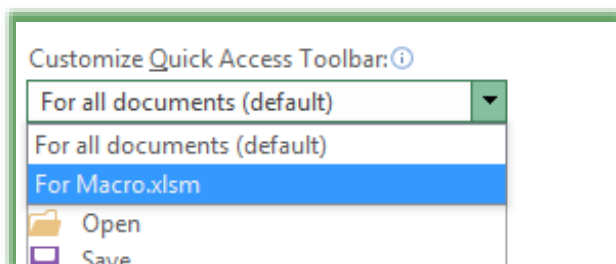 Customize Quick Access Toolbar:
For all documents (default)
For all documents (default)
For Macro.xlsm
Open
Save